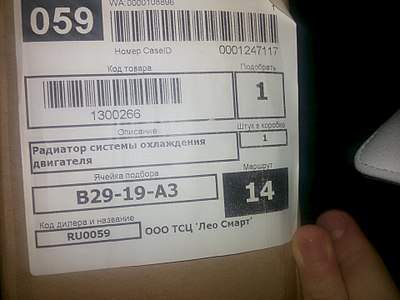 059
WA:0000108896
Номер CaseID
0001247117
Код товара
Подобрать
1300266
1
Описание
Штук в коробке
Радиатор системы охлаждения
двигателя
1
Ячейка подбора
Маршрут
B29-19-A3
14
Код дилера и название
RU0059
ООО ТСЦ 'Лео Смарт'